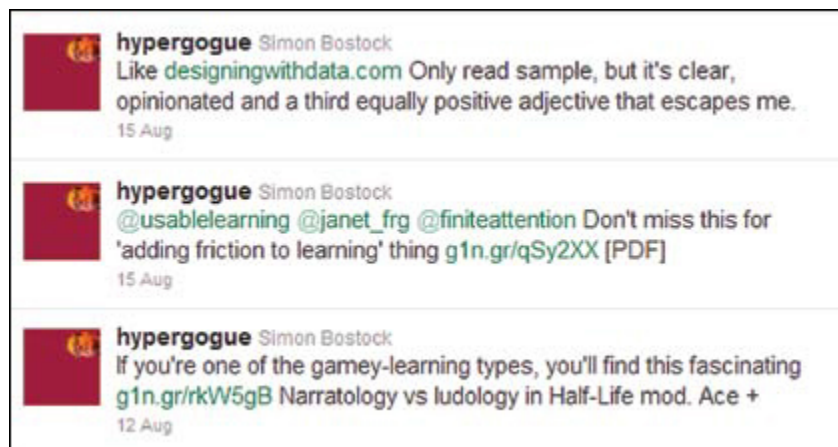 hypergogue Simon Bostock
Like designingwithdata.com Only read sample, but it's clear,
opinionated and a third equally positive adjective that escapes me.
15 Aug
hypergogue Simon Bostock
@usablelearning @janet_frg @finiteattention Don't miss this for
'adding friction to learning' thing g1n.gr/qSy2XX [PDF]
15 Aug
hypergogue Simon Bostock
If you're one of the gamey-learning types, you'll find this fascinating
g1n.gr/rkW5gB Narratology vs ludology in Half-Life mod. Ace +
12 Aug